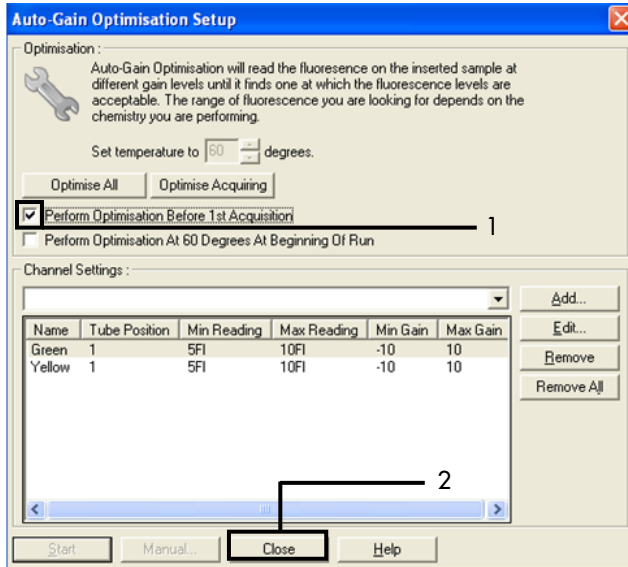 Auto-Gain Optimisation Setup
Optimisation :
Auto-Gain Optimisation will read the fluoresence on the inserted sample at
different gain levels until it finds one at which the fluorescence levels are
acceptable. The range of fluorescence you are looking for depends on the
chemistry you are performing.
Set temperature to 60 degrees.
Optimise All Optimise Acquiring
Perform Optimisation Before 1st Acquisition 1
Perform Optimisation At 60 Degrees At Beginning Of Run
Channel Settings :
Add...
Name Tube Position Min Reading Max Reading Min Gain Max Gain Edit...
Green 1 5Fl 10Fl -10 10
Yellow 1 5Fl 10Fl -10 10
Remove
Remove All
2
Start Manual... Close Help